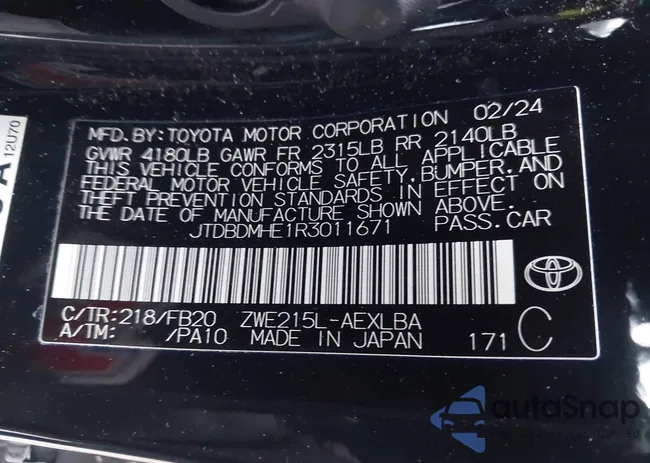 12U70
MFD. BY: TOYOTA MOTOR CORPORATION 02/24
GVWR 4180LB GAWR FR 2315LB RR 2140LB
THIS VEHICLE CONFORMS TO ALL APPLICABLE
FEDERAL MOTOR VEHICLE SAFETY, BUMPER, AND
THEFT PREVENTION STANDARDS IN EFFECT ON
THE DATE OF MANUFACTURE SHOWN ABOVE.
JTDBDMHE1R3011671 PASS. CAR
C/TR: 218/FB20 ZWE215L-AEXLBA
A/TM: /PA10 MADE IN JAPAN 171 C
autoSnap